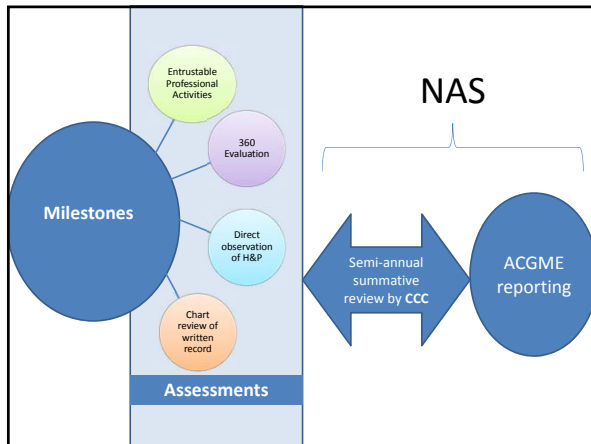 Entrustable
Professional
Activities
360
Evaluation
Milestones
Direct
observation
of H&P
Chart
review of
written
record
Assessments
NAS
Semi-annual
summative
review by CCC
ACGME
reporting